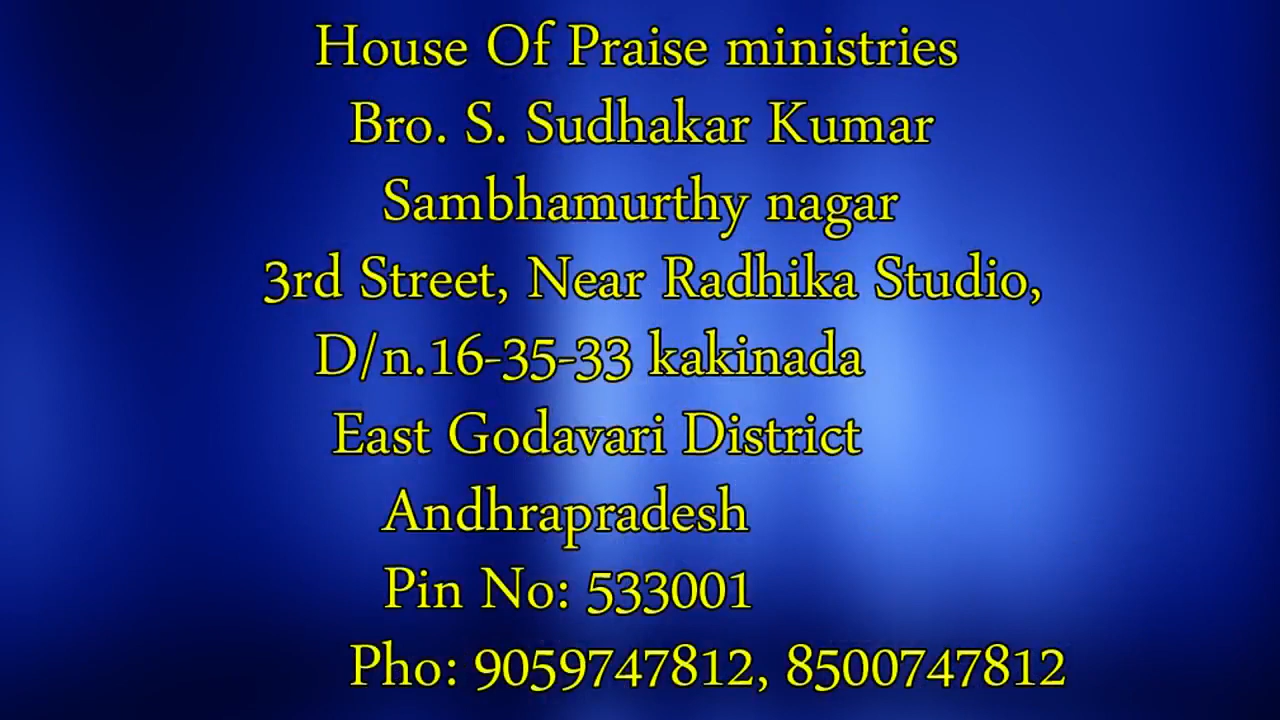 House Of Praise ministries
Bro. S. Sudhakar Kumar
Sambhamurthy nagar
3rd Street, Near Radhika Studio,
D/n.16-35-33 kakinada
East Godavari District
Andhrapradesh
Pin No: 533001
Pho: 9059747812, 8500747812